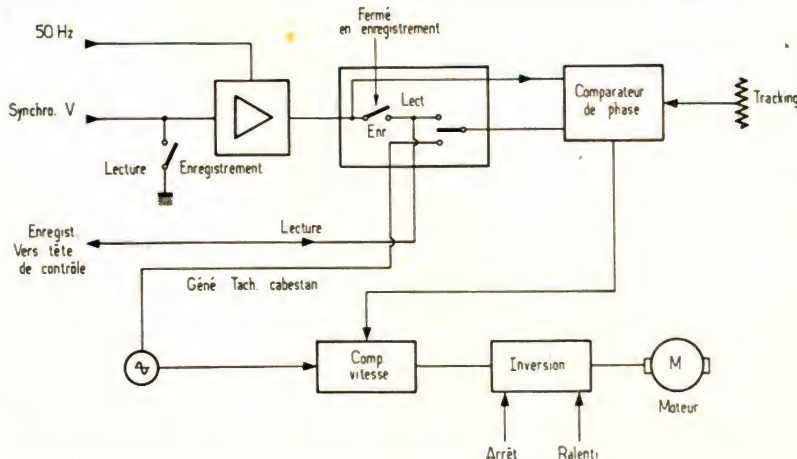 Fermé
en enregistrement
50 Hz
Synchro. V
Lect
Enr
Comparateur
de phase
Tracking
Lecture
Enregistrement
Enregist.
Vers tête
de contrôle
Lecture
Géné Tach. cabestan
Comp.
vitesse
Inversion
M
Moteur
Arrêt
Ralenti